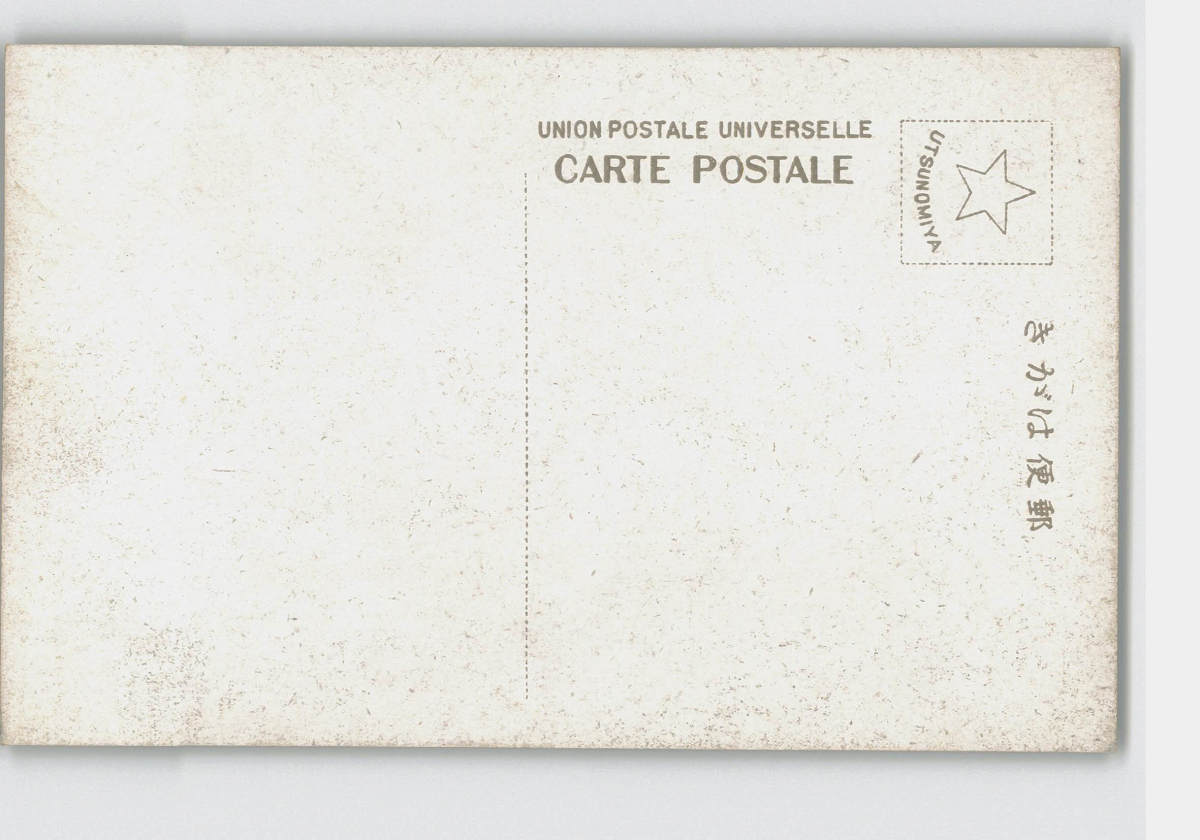 UNION POSTALE UNIVERSELLE
CARTE POSTALE
UTSUNOMIYA
郵便はがき